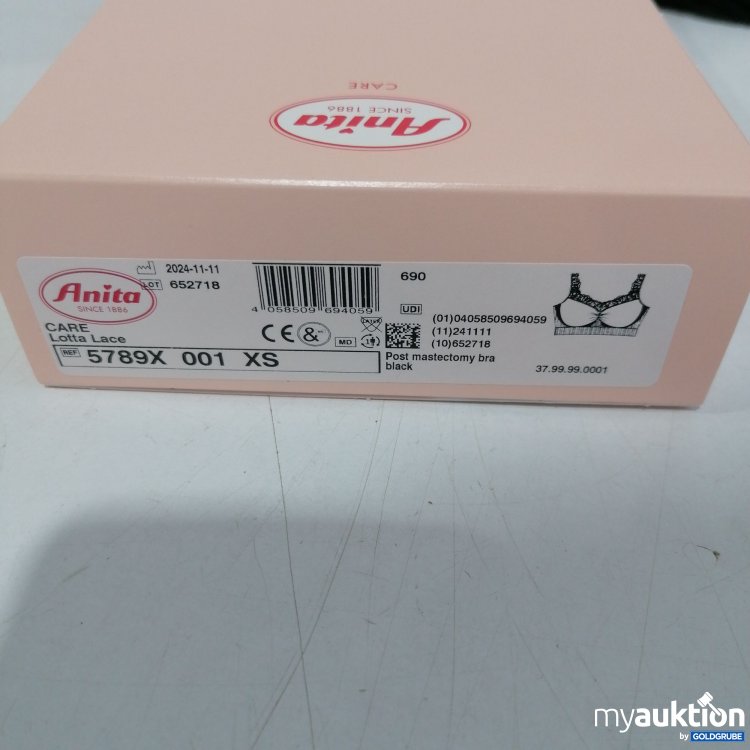 CARE
Anita
SINCE 1886
Anita
SINCE 1886
2024-11-11
LOT 652718
CARE
Lotta Lace
REF 5789X 001 XS
4 058509 694059
CE
MD
690
UDI
(01)04058509694059
(11)241111
(10)652718
Post mastectomy bra
black
37.99.99.0001
myauktion
by GOLDGRUBE